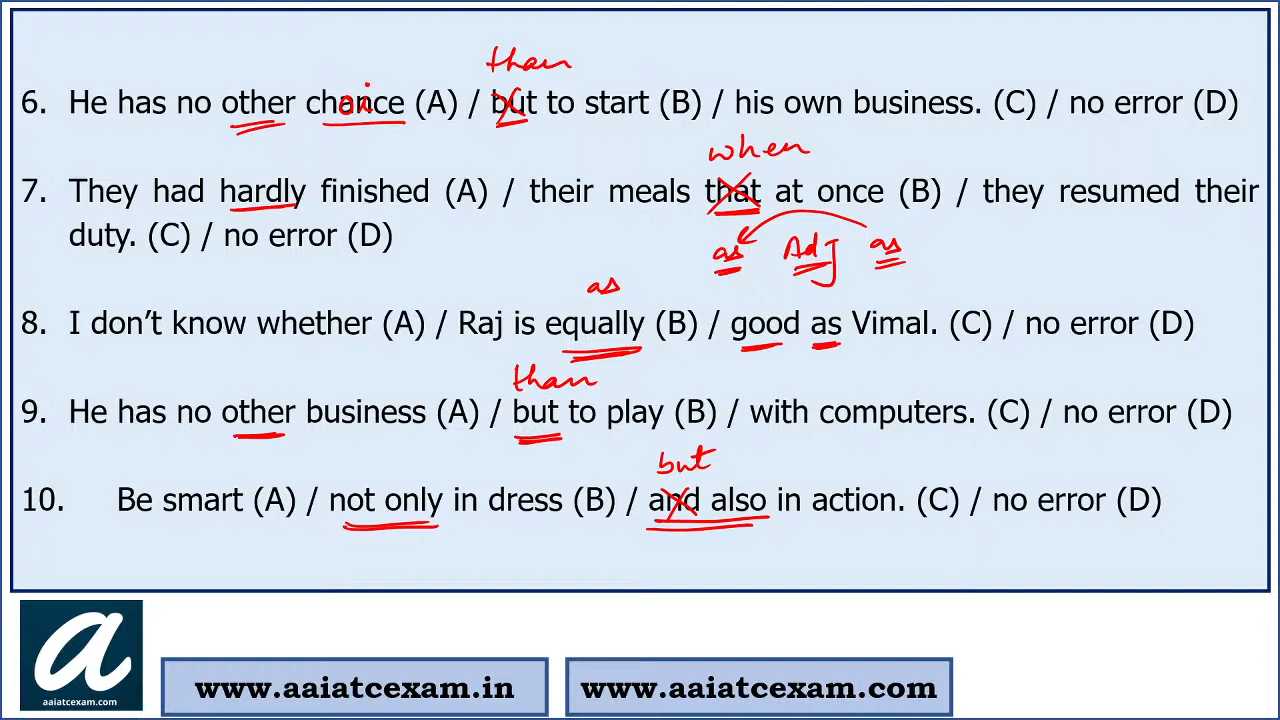 than
6. He has no other chance (A) / but to start (B) / his own business. (C) / no error (D)
oi
when
7. They had hardly finished (A) / their meals that at once (B) / they resumed their
duty. (C) / no error (D)
as Adj as
as
8. I don’t know whether (A) / Raj is equally (B) / good as Vimal. (C) / no error (D)
than
9. He has no other business (A) / but to play (B) / with computers. (C) / no error (D)
but
10. Be smart (A) / not only in dress (B) / and also in action. (C) / no error (D)
a
aaiatcexam.com
www.aaiatcexam.in www.aaiatcexam.com